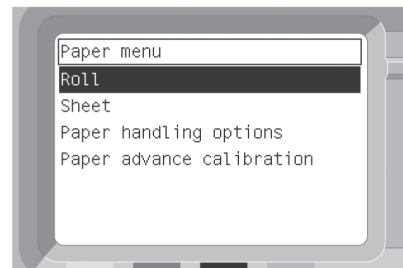 Paper menu
Roll
Sheet
Paper handling options
Paper advance calibration